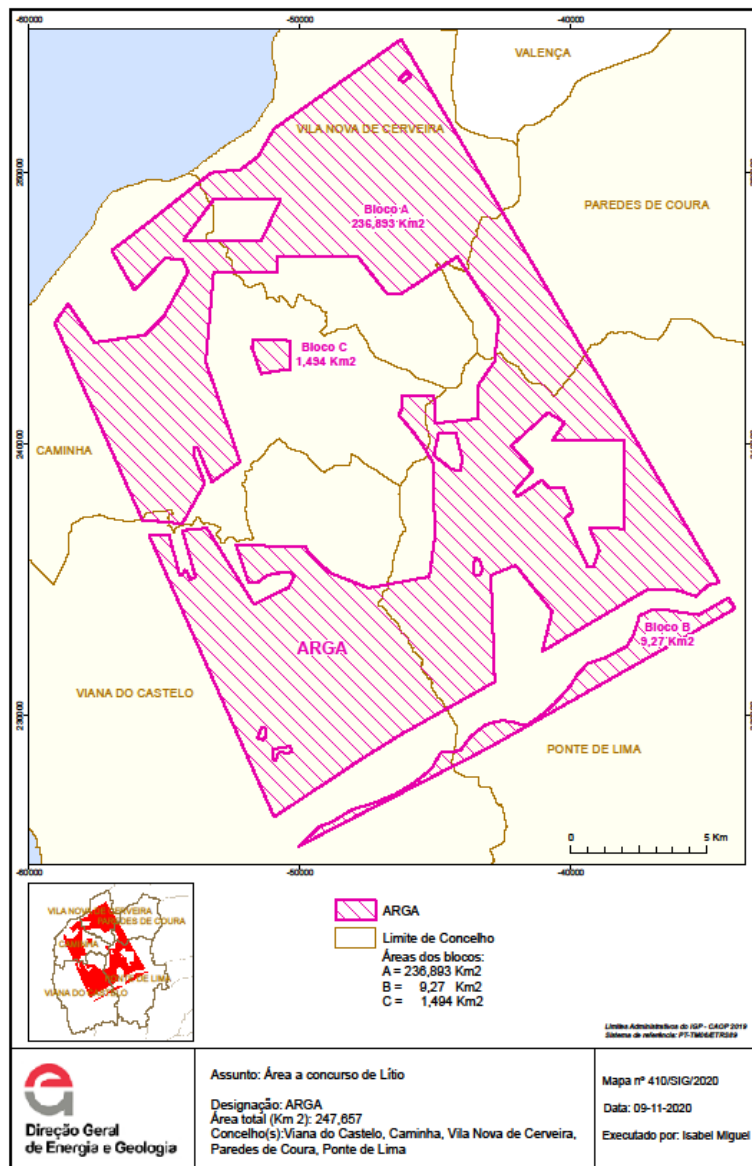 -60000 -50000 -40000
VALENÇA
VILA NOVA DE CERVEIRA
PAREDES DE COURA
Bloco A
236,893 Km2
Bloco C
1,494 Km2
CAMINHA
Bloco B
9,27 Km2
ARGA
VIANA DO CASTELO
230000
PONTE DE LIMA
0 5 Km
-60000 -50000 -40000
VILA NOVA DE CERVEIRA
PAREDES DE COURA
CAMINHA
PONTE DE LIMA
VIANA DO CASTELO
ARGA
Limite de Concelho
Áreas dos blocos:
A = 236,893 Km2
B = 9,27 Km2
C = 1,494 Km2
Limites Administrativos do IGP - CAOP 2019
Sistema de referência: PT-TM06/ETRS89
Direção Geral
de Energia e Geologia
Assunto: Área a concurso de Lítio
Designação: ARGA
Área total (Km 2): 247,657
Concelho(s):Viana do Castelo, Caminha, Vila Nova de Cerveira,
Paredes de Coura, Ponte de Lima
Mapa nº 410/SIG/2020
Data: 09-11-2020
Executado por: Isabel Miguel